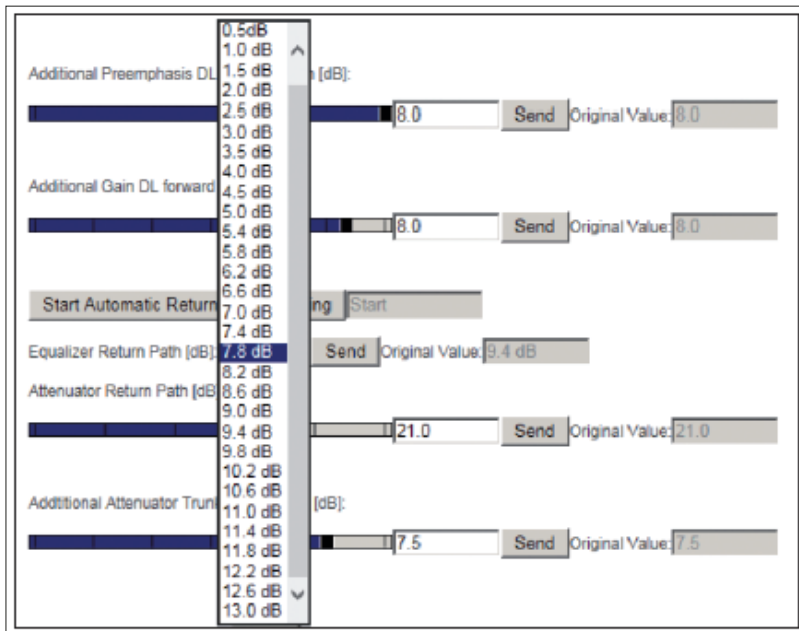 Additional Preemphasis DL [dB]:
8.0 Send Original Value: 8.0
Additional Gain DL forward
8.0 Send Original Value: 8.0
Start Automatic Return ng Start
Equalizer Return Path [dB]: 7.8 dB Send Original Value: 9.4 dB
Attenuator Return Path [dB
21.0 Send Original Value: 21.0
Addtitional Attenuator Trun [dB]:
7.5 Send Original Value: 7.5
0.5dB
1.0 dB
1.5 dB
2.0 dB
2.5 dB
3.0 dB
3.5 dB
4.0 dB
4.5 dB
5.0 dB
5.4 dB
5.8 dB
6.2 dB
6.6 dB
7.0 dB
7.4 dB
7.8 dB
8.2 dB
8.6 dB
9.0 dB
9.4 dB
9.8 dB
10.2 dB
10.6 dB
11.0 dB
11.4 dB
11.8 dB
12.2 dB
12.6 dB
13.0 dB